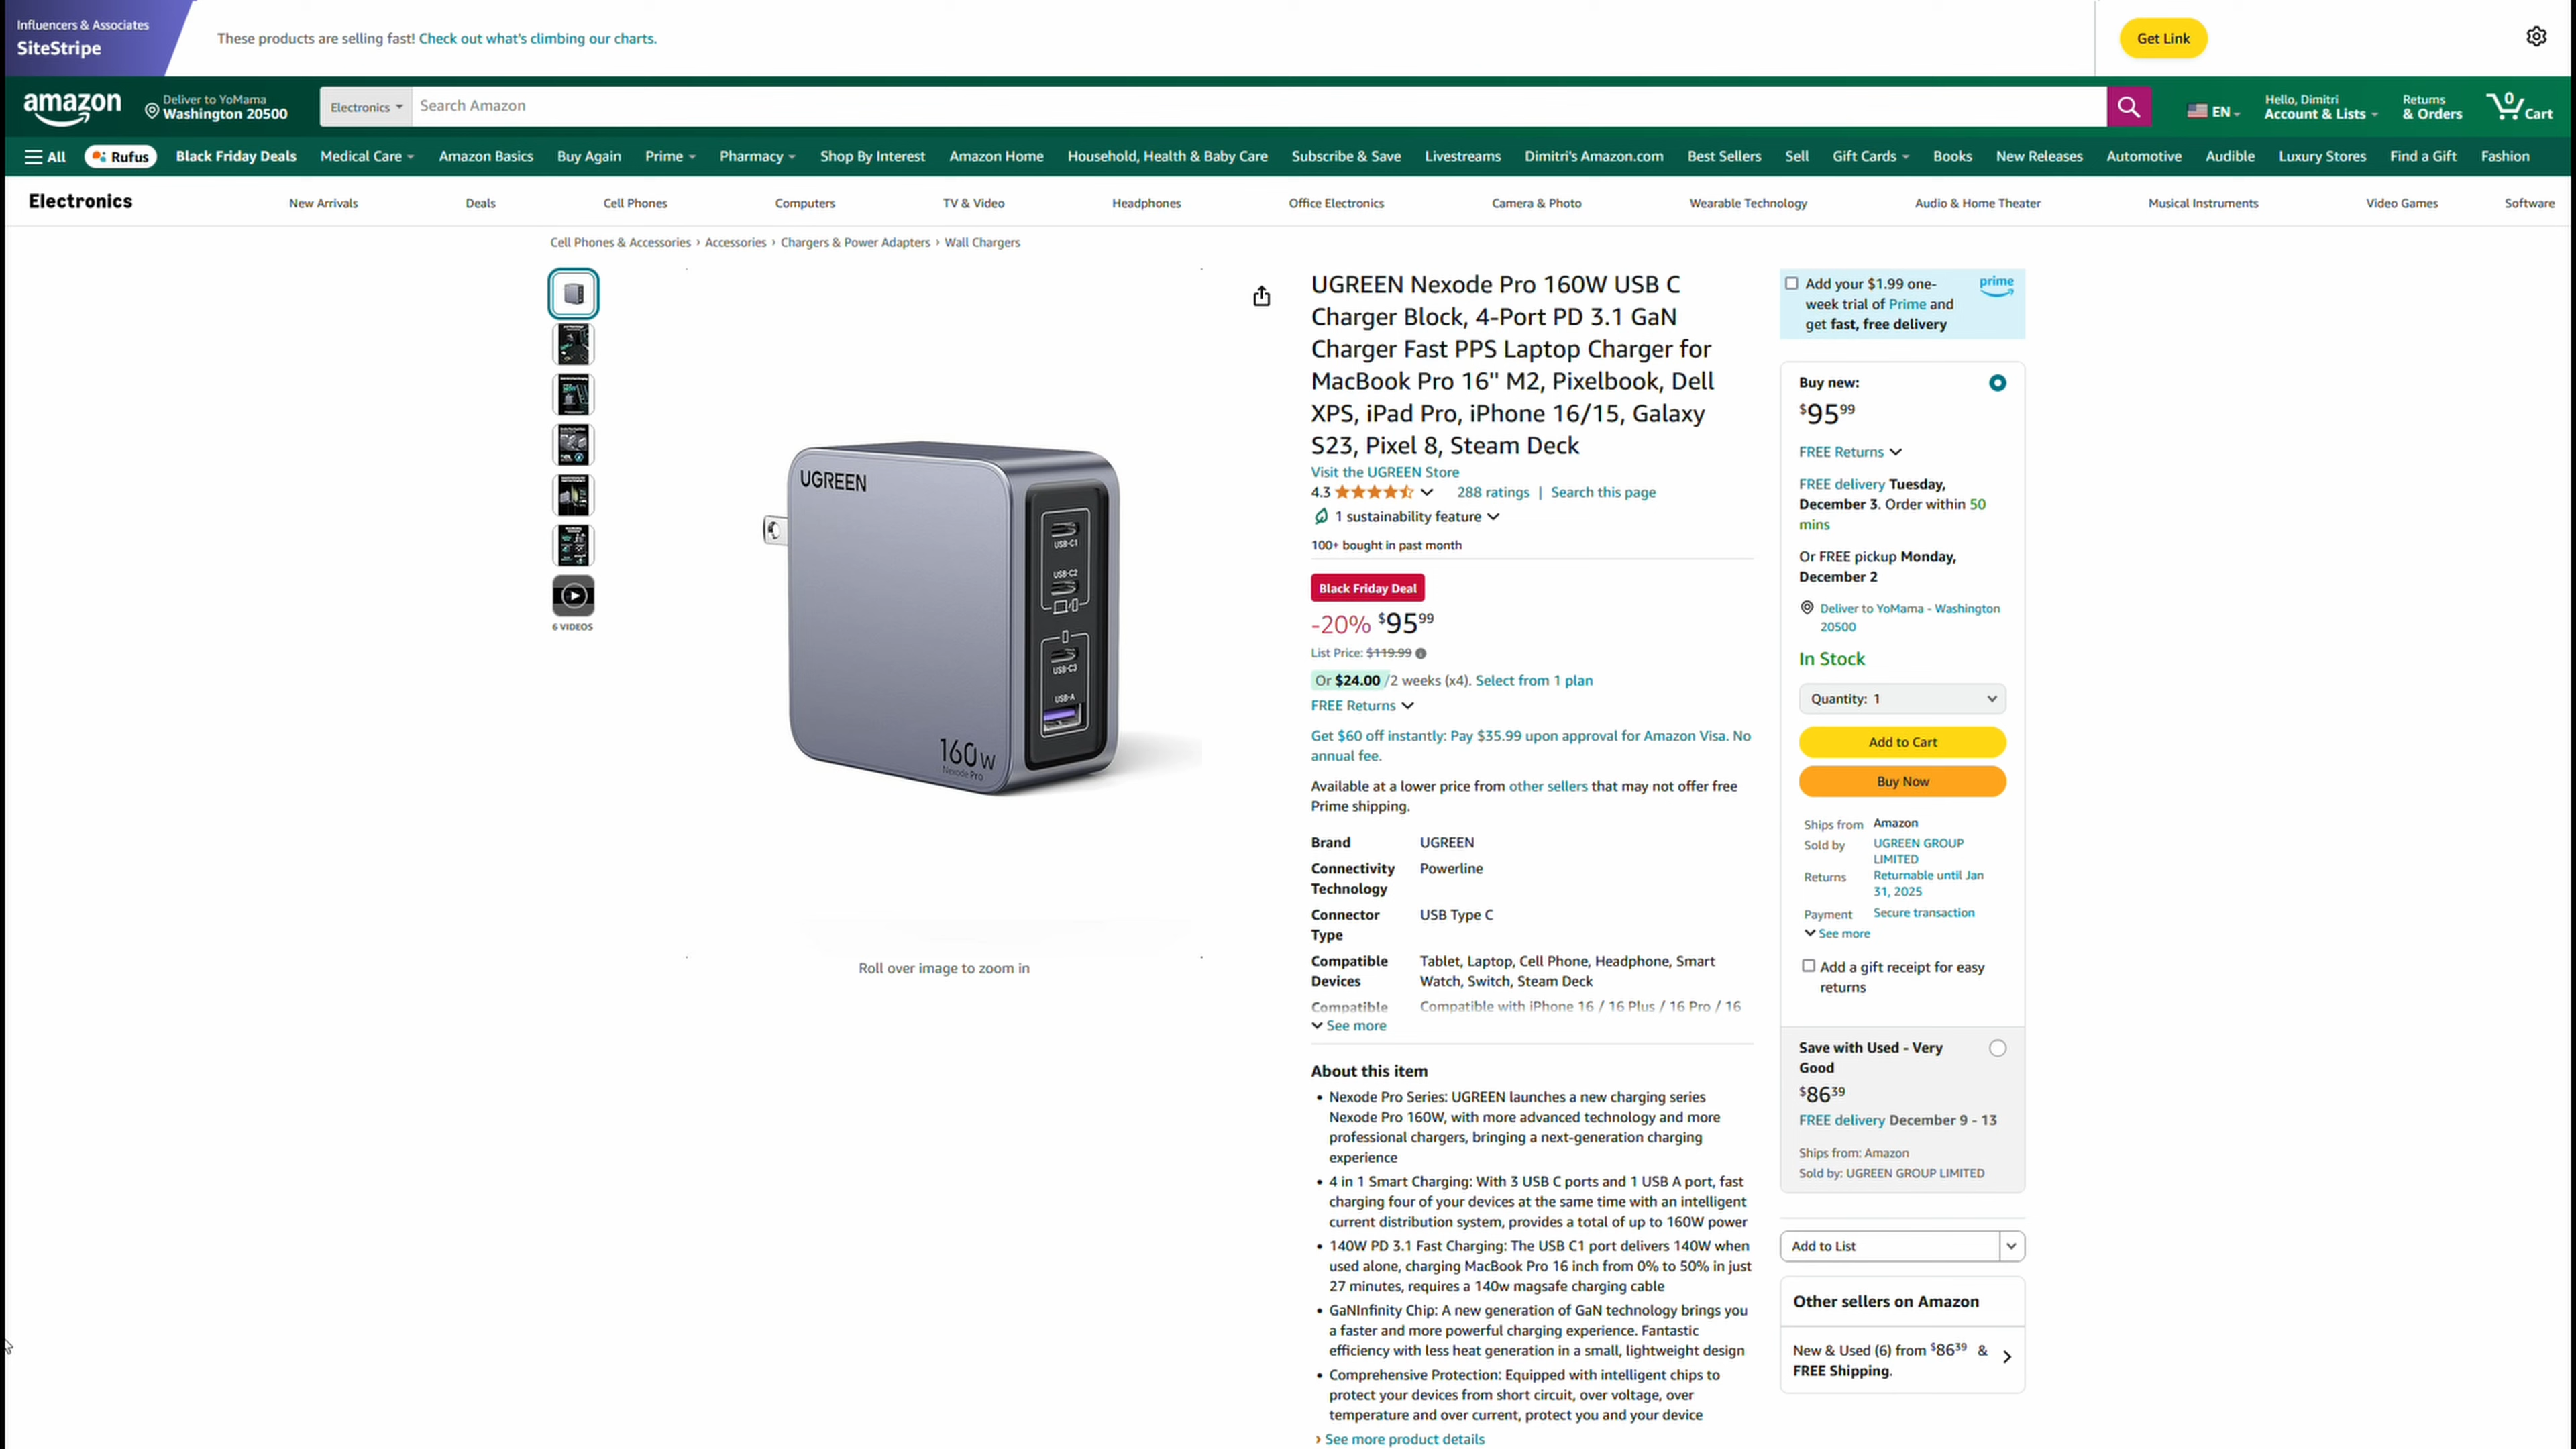 Influencers & Associates
SiteStripe
These products are selling fast! Check out what's climbing our charts.
Get Link
amazon
Deliver to YoMama
Washington 20500
Electronics
Search Amazon
EN
Hello, Dimitri
Account & Lists
Returns
& Orders
0
Cart
All
Rufus
Black Friday Deals
Medical Care
Amazon Basics
Buy Again
Prime
Pharmacy
Shop By Interest
Amazon Home
Household, Health & Baby Care
Subscribe & Save
Livestreams
Dimitri's Amazon.com
Best Sellers
Sell
Gift Cards
Books
New Releases
Automotive
Audible
Luxury Stores
Find a Gift
Fashion
Electronics
New Arrivals
Deals
Cell Phones
Computers
TV & Video
Headphones
Office Electronics
Camera & Photo
Wearable Technology
Audio & Home Theater
Musical Instruments
Video Games
Software
Cell Phones & Accessories › Accessories › Chargers & Power Adapters › Wall Chargers
6 VIDEOS
UGREEN
USB-C1
USB-C2
USB-C3
USB-A
160W
Nexode Pro
Roll over image to zoom in
UGREEN Nexode Pro 160W USB C
Charger Block, 4-Port PD 3.1 GaN
Charger Fast PPS Laptop Charger for
MacBook Pro 16" M2, Pixelbook, Dell
XPS, iPad Pro, iPhone 16/15, Galaxy
S23, Pixel 8, Steam Deck
Visit the UGREEN Store
4.3
288 ratings | Search this page
1 sustainability feature
100+ bought in past month
Black Friday Deal
-20% $95.99
List Price: $119.99
Or $24.00 /2 weeks (x4). Select from 1 plan
FREE Returns
Get $60 off instantly: Pay $35.99 upon approval for Amazon Visa. No
annual fee.
Available at a lower price from other sellers that may not offer free
Prime shipping.
Brand UGREEN
Connectivity Powerline
Technology
Connector USB Type C
Type
Compatible Tablet, Laptop, Cell Phone, Headphone, Smart
Devices Watch, Switch, Steam Deck
Compatible Compatible with iPhone 16 / 16 Plus / 16 Pro / 16
See more
About this item
• Nexode Pro Series: UGREEN launches a new charging series
Nexode Pro 160W, with more advanced technology and more
professional chargers, bringing a next-generation charging
experience
• 4 in 1 Smart Charging: With 3 USB C ports and 1 USB A port, fast
charging four of your devices at the same time with an intelligent
current distribution system, provides a total of up to 160W power
• 140W PD 3.1 Fast Charging: The USB C1 port delivers 140W when
used alone, charging MacBook Pro 16 inch from 0% to 50% in just
27 minutes, requires a 140w magsafe charging cable
• GaNInfinity Chip: A new generation of GaN technology brings you
a faster and more powerful charging experience. Fantastic
efficiency with less heat generation in a small, lightweight design
• Comprehensive Protection: Equipped with intelligent chips to
protect your devices from short circuit, over voltage, over
temperature and over current, protect you and your device
› See more product details
Add your $1.99 one-
week trial of Prime and
get fast, free delivery
prime
Buy new:
$95.99
FREE Returns
FREE delivery Tuesday,
December 3. Order within 50
mins
Or FREE pickup Monday,
December 2
Deliver to YoMama - Washington
20500
In Stock
Quantity: 1
Add to Cart
Buy Now
Ships from Amazon
Sold by UGREEN GROUP
LIMITED
Returns Returnable until Jan
31, 2025
Payment Secure transaction
See more
Add a gift receipt for easy
returns
Save with Used - Very
Good
$86.39
FREE delivery December 9 - 13
Ships from: Amazon
Sold by: UGREEN GROUP LIMITED
Add to List
Other sellers on Amazon
New & Used (6) from $86.39 &
FREE Shipping.